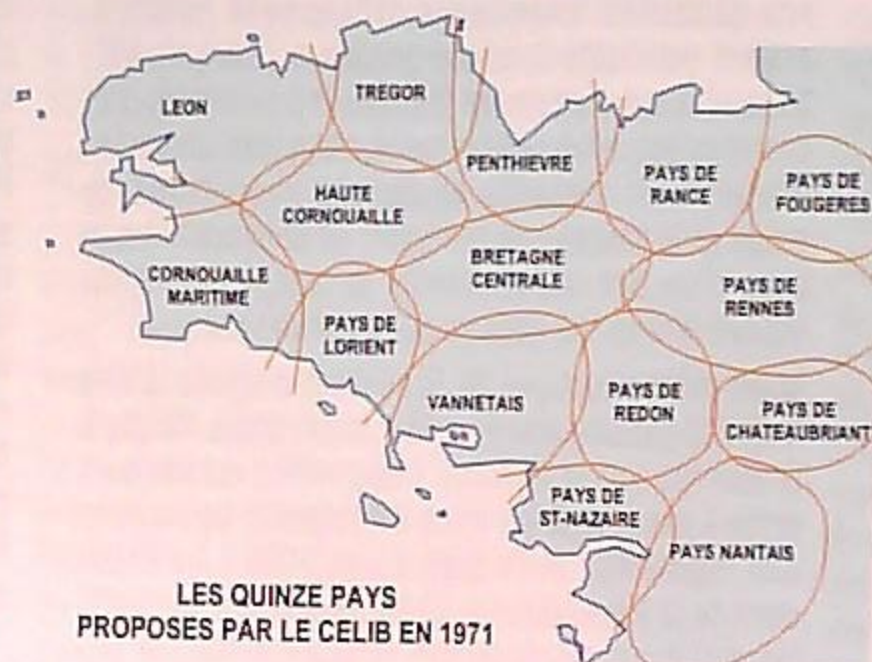 LEON
TREGOR
PENTHIEVRE
PAYS DE
RANCE
PAYS DE
FOUGERES
HAUTE
CORNOUAILLE
BRETAGNE
CENTRALE
PAYS DE
RENNES
CORNOUAILLE
MARITIME
PAYS DE
LORIENT
VANNETAIS
PAYS DE
REDON
PAYS DE
CHATEAUBRIANT
PAYS DE
ST-NAZAIRE
PAYS NANTAIS
LES QUINZE PAYS
PROPOSES PAR LE CELIB EN 1971